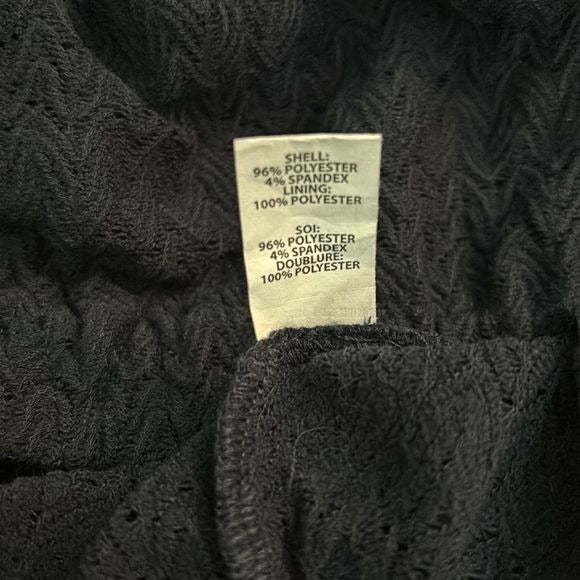 SHELL:
96% POLYESTER
4% SPANDEX
LINING:
100% POLYESTER
SOI:
96% POLYESTER
4% SPANDEX
DOUBLURE:
100% POLYESTER